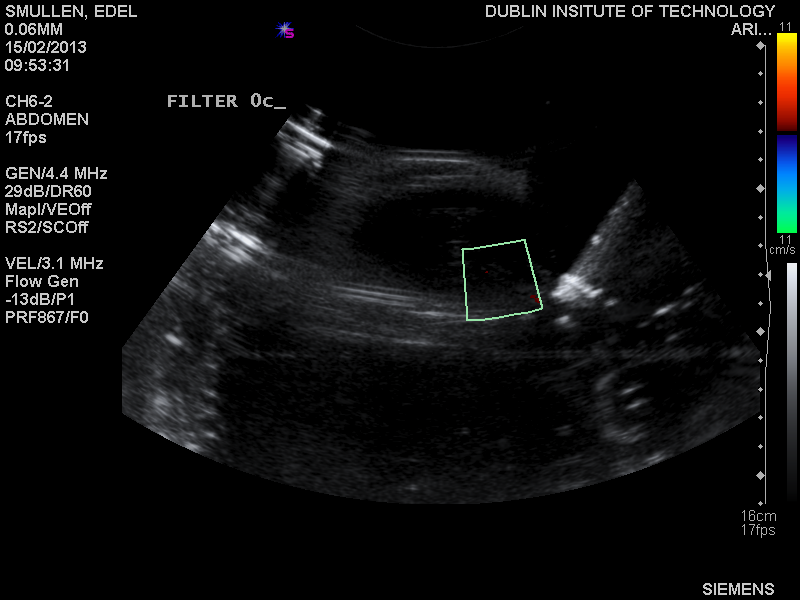 SMULLEN, EDEL
DUBLIN INSITUTE OF TECHNOLOGY
0.06MM
ARI...
11
15/02/2013
09:53:31
S
CH6-2
FILTER 0c_
ABDOMEN
17fps
GEN/4.4 MHz
29dB/DR60
MapI/VEOff
RS2/SCOff
11
cm/s
VEL/3.1 MHz
Flow Gen
-13dB/P1
PRF867/F0
16cm
17fps
SIEMENS